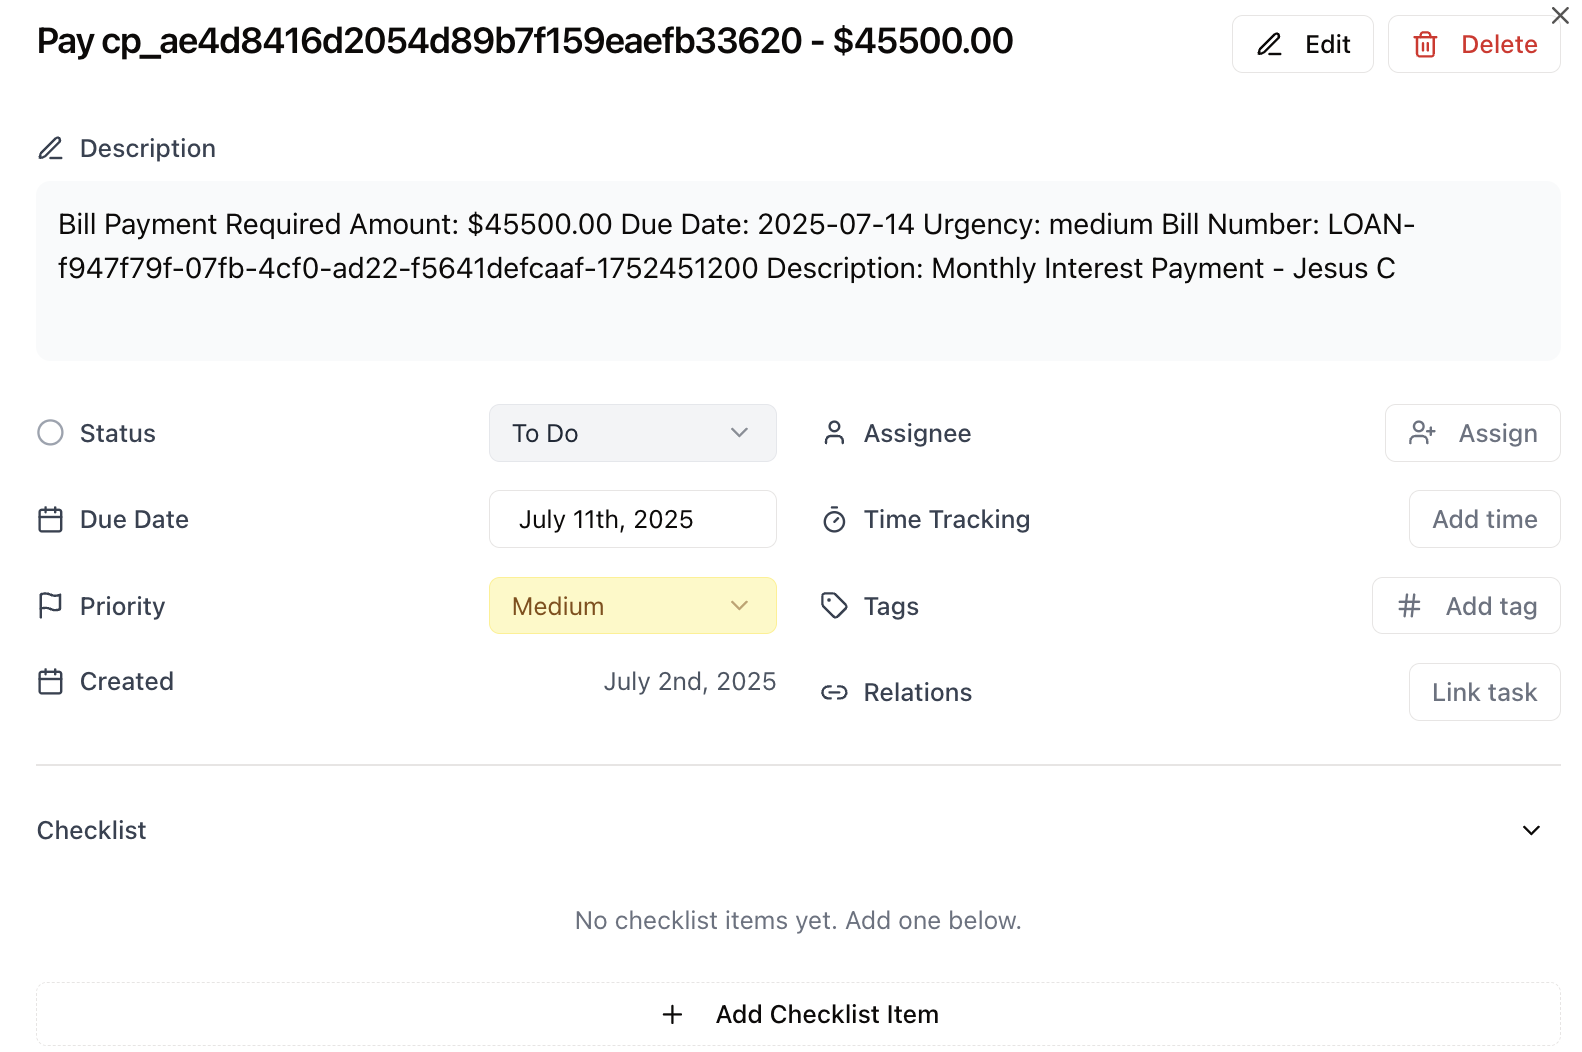 Pay cp_ae4d8416d2054d89b7f159eaefb33620 - $45500.00
Edit
Delete
Description
Bill Payment Required Amount: $45500.00 Due Date: 2025-07-14 Urgency: medium Bill Number: LOAN-
f947f79f-07fb-4cf0-ad22-f5641defcaaf-1752451200 Description: Monthly Interest Payment - Jesus C
Status
To Do
Assignee
Assign
Due Date
July 11th, 2025
Time Tracking
Add time
Priority
Medium
Tags
# Add tag
Created
July 2nd, 2025
Relations
Link task
Checklist
No checklist items yet. Add one below.
+ Add Checklist Item